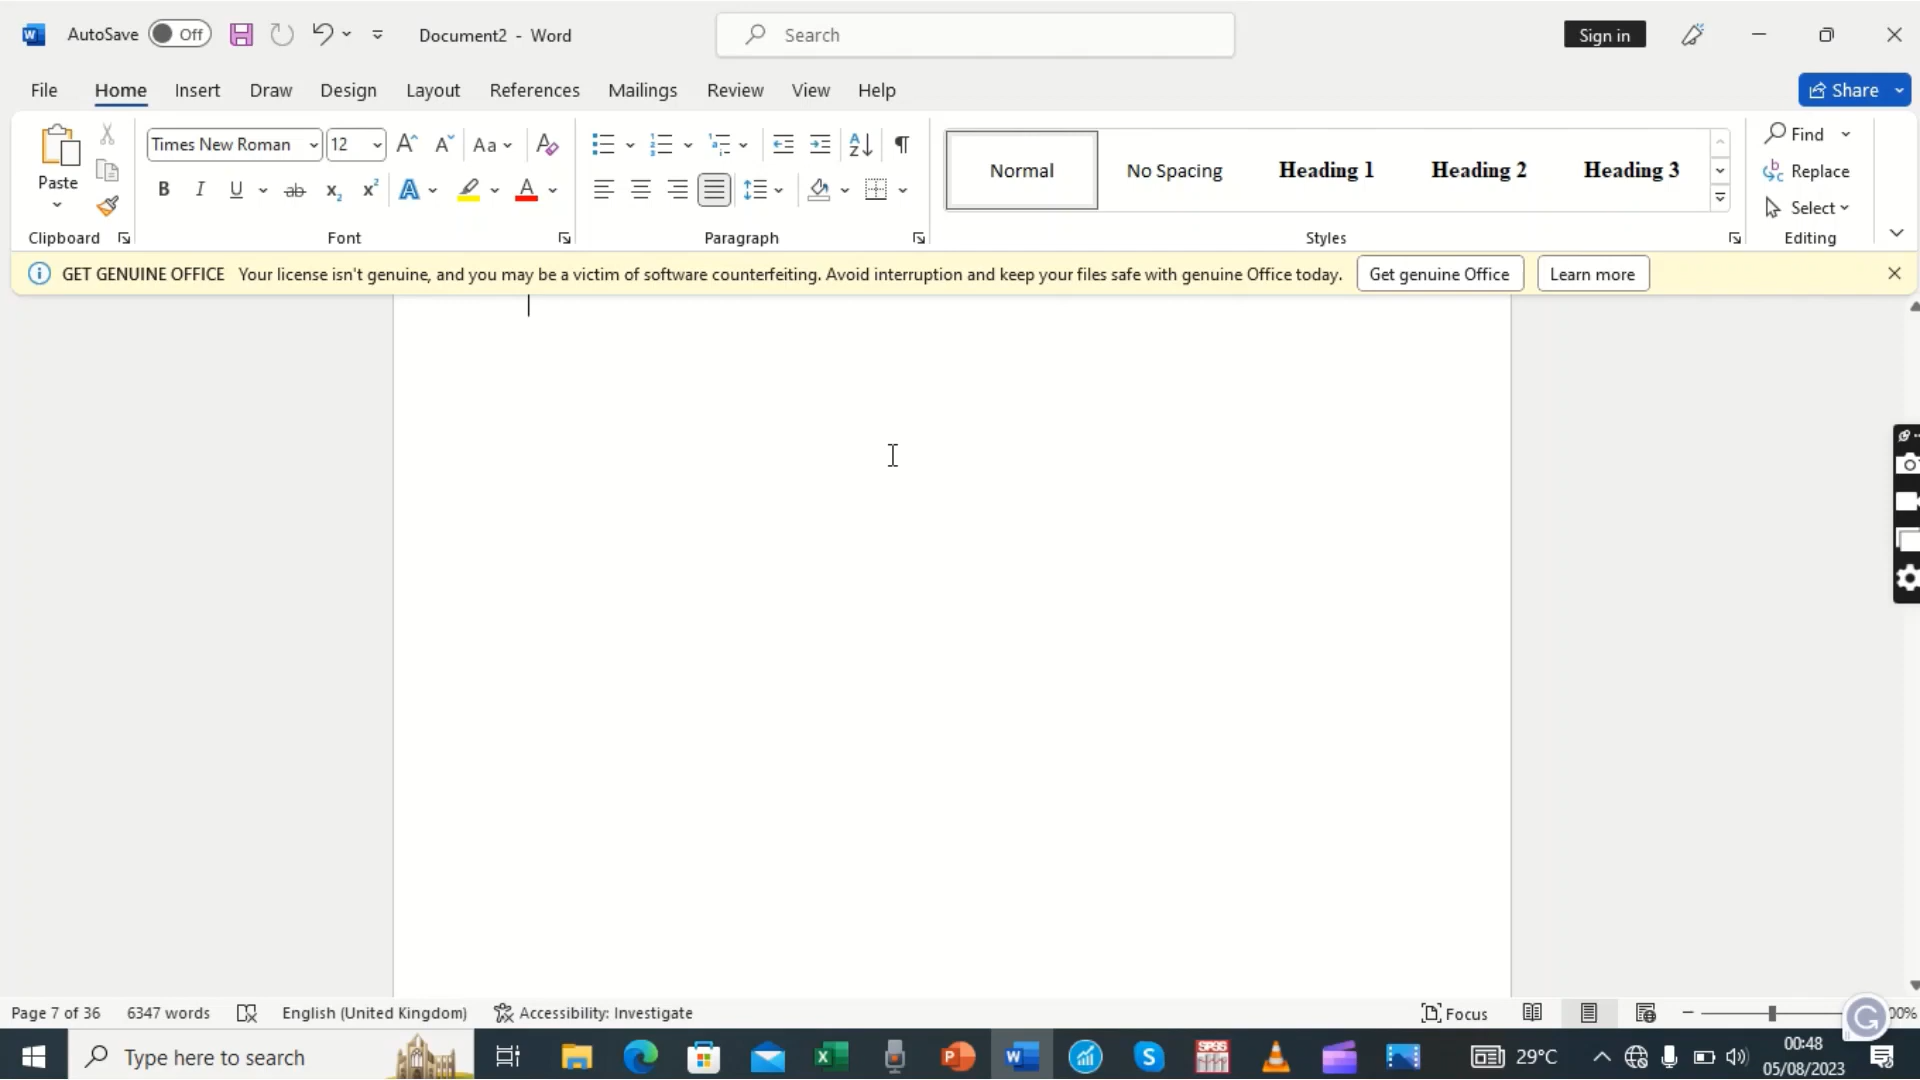 AutoSave Off Document2 - Word Search Sign in
File Home Insert Draw Design Layout References Mailings Review View Help Share
Paste Times New Roman 12 Aa Normal No Spacing Heading 1 Heading 2 Heading 3 Find
Replace
B I U ab x₂ x² A A Select
Clipboard Font Paragraph Styles Editing
GET GENUINE OFFICE Your license isn't genuine, and you may be a victim of software counterfeiting. Avoid interruption and keep your files safe with genuine Office today. Get genuine Office Learn more
Page 7 of 36 6347 words English (United Kingdom) Accessibility: Investigate Focus 00%
Type here to search 29°C 00:48
05/08/2023